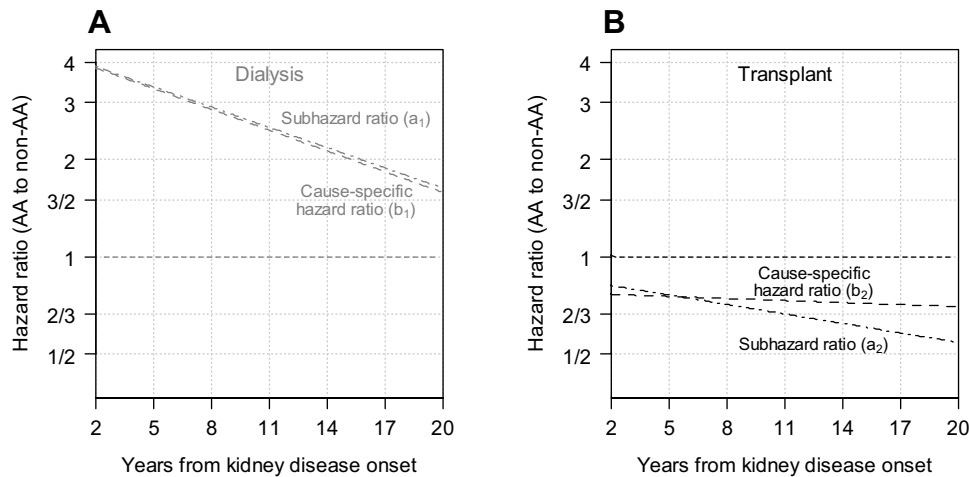 A
Hazard ratio (AA to non-AA)
4
3
2
3/2
1
2/3
1/2
Dialysis
Subhazard ratio (a₁)
Cause-specific
hazard ratio (b₁)
2 5 8 11 14 17 20
Years from kidney disease onset
B
Hazard ratio (AA to non-AA)
4
3
2
3/2
1
2/3
1/2
Transplant
Cause-specific
hazard ratio (b₂)
Subhazard ratio (a₂)
2 5 8 11 14 17 20
Years from kidney disease onset